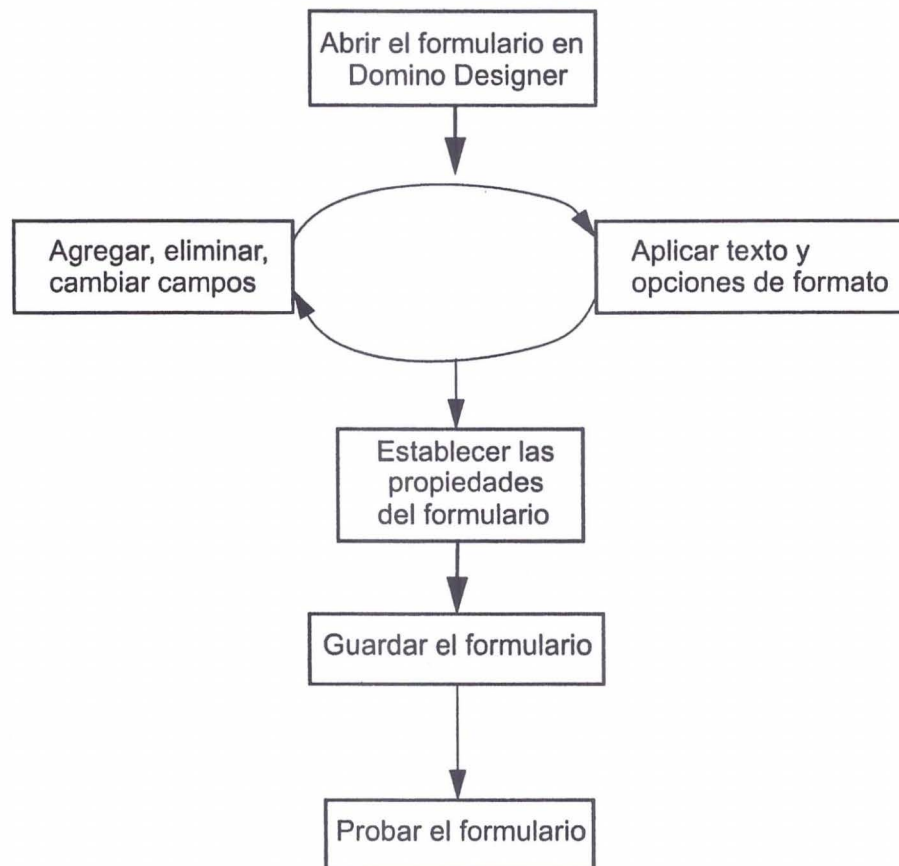 Abrir el formulario en
Domino Designer
Agregar, eliminar,
cambiar campos
Aplicar texto y
opciones de formato
Establecer las
propiedades
del formulario
Guardar el formulario
Probar el formulario